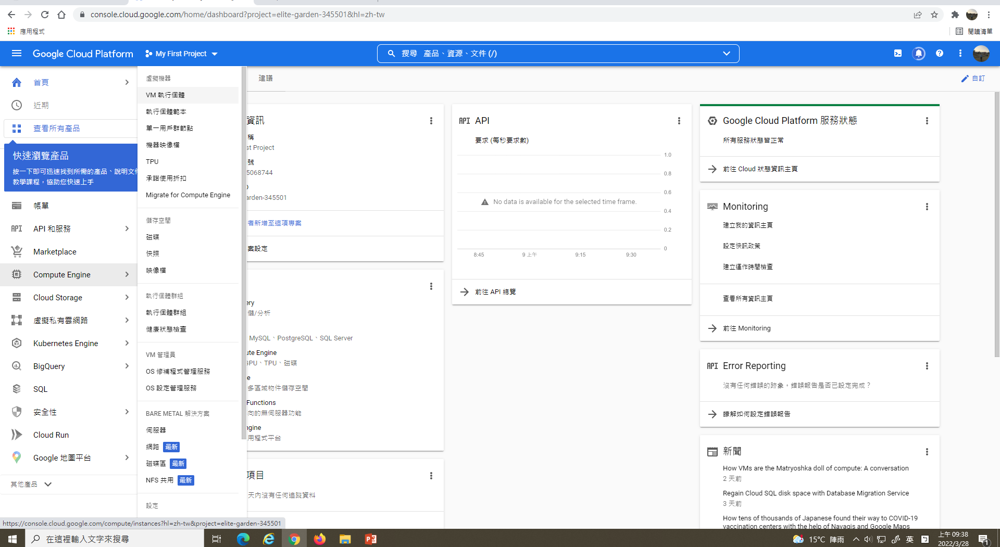 console.cloud.google.com/home/dashboard?project=elite-garden-345501&hl=zh-tw
應用程式
閱讀清單
Google Cloud Platform
My First Project
搜尋 產品、資源、文件 (/)
首頁
近期
查看所有產品
快速瀏覽產品
按一下即可迅速找到所需的產品、說明文件
教學課程，協助您快速上手
帳單
API 和服務
Marketplace
Compute Engine
Cloud Storage
虛擬私有雲網路
Kubernetes Engine
BigQuery
SQL
安全性
Cloud Run
Google 地圖平台
其他產品
虛擬機器
VM 執行個體
執行個體範本
單一用戶群節點
機器映像檔
TPU
承諾使用折扣
Migrate for Compute Engine
儲存空間
磁碟
快照
映像檔
執行個體群組
執行個體群組
健康狀態檢查
VM 管理員
OS 修補程式管理服務
OS 設定管理服務
BARE METAL 解決方案
伺服器
網路 最新
磁碟區 最新
NFS 共用 最新
設定
建議
自訂
資訊
稱
st Project
號
5068744
arden-345501
者新增至這項專案
案設定
ery
儲/分析
MySQL、PostgreSQL、SQL Server
ute Engine
GPU、TPU、磁碟
e
多區域物件儲存空間
Functions
向的無伺服器功能
ngine
用程式平台
項目
天內沒有任何追蹤資料
API API
要求 (每秒要求數)
1.0
0.8
0.6
No data is available for the selected time frame.
0.4
0.2
0
8:45
9 上午
9:15
9:30
前往 API 總覽
Google Cloud Platform 服務狀態
所有服務狀態皆正常
前往 Cloud 狀態資訊主頁
Monitoring
建立我的資訊主頁
設定快訊政策
建立運作時間檢查
查看所有資訊主頁
前往 Monitoring
API Error Reporting
沒有任何錯誤的跡象。錯誤報告是否已設定完成？
瞭解如何設定錯誤報告
新聞
How VMs are the Matryoshka doll of compute: A conversation
2 天前
Regain Cloud SQL disk space with Database Migration Service
3 天前
How tens of thousands of Japanese found their way to COVID-19
vaccination centers with the help of Navagis and Google Maps
https://console.cloud.google.com/compute/instances?hl=zh-tw&project=elite-garden-345501
在這裡輸入文字來搜尋
15°C 陣雨
英
上午 09:38
2022/3/28
1